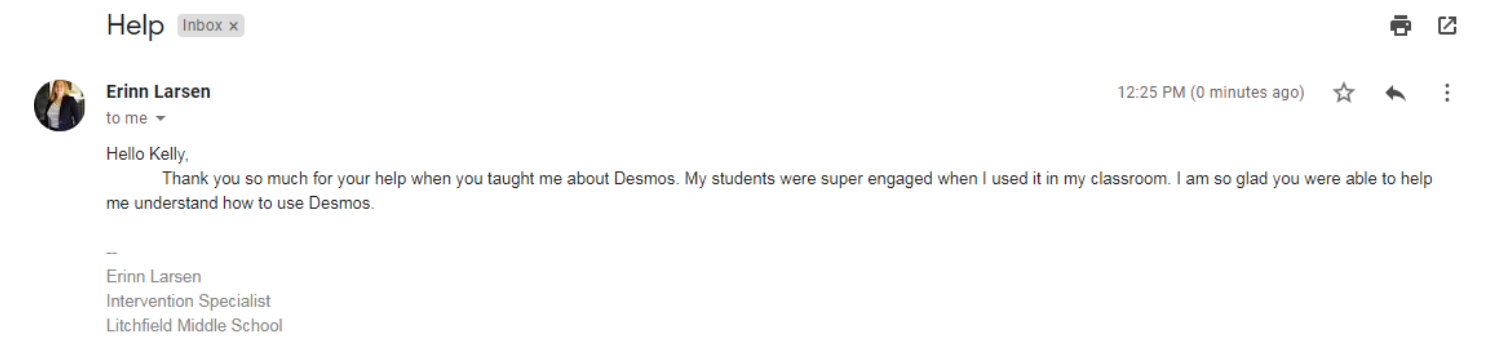 Help Inbox x
Erinn Larsen 12:25 PM (0 minutes ago)
to me
Hello Kelly,
Thank you so much for your help when you taught me about Desmos. My students were super engaged when I used it in my classroom. I am so glad you were able to help
me understand how to use Desmos.
--
Erinn Larsen
Intervention Specialist
Litchfield Middle School